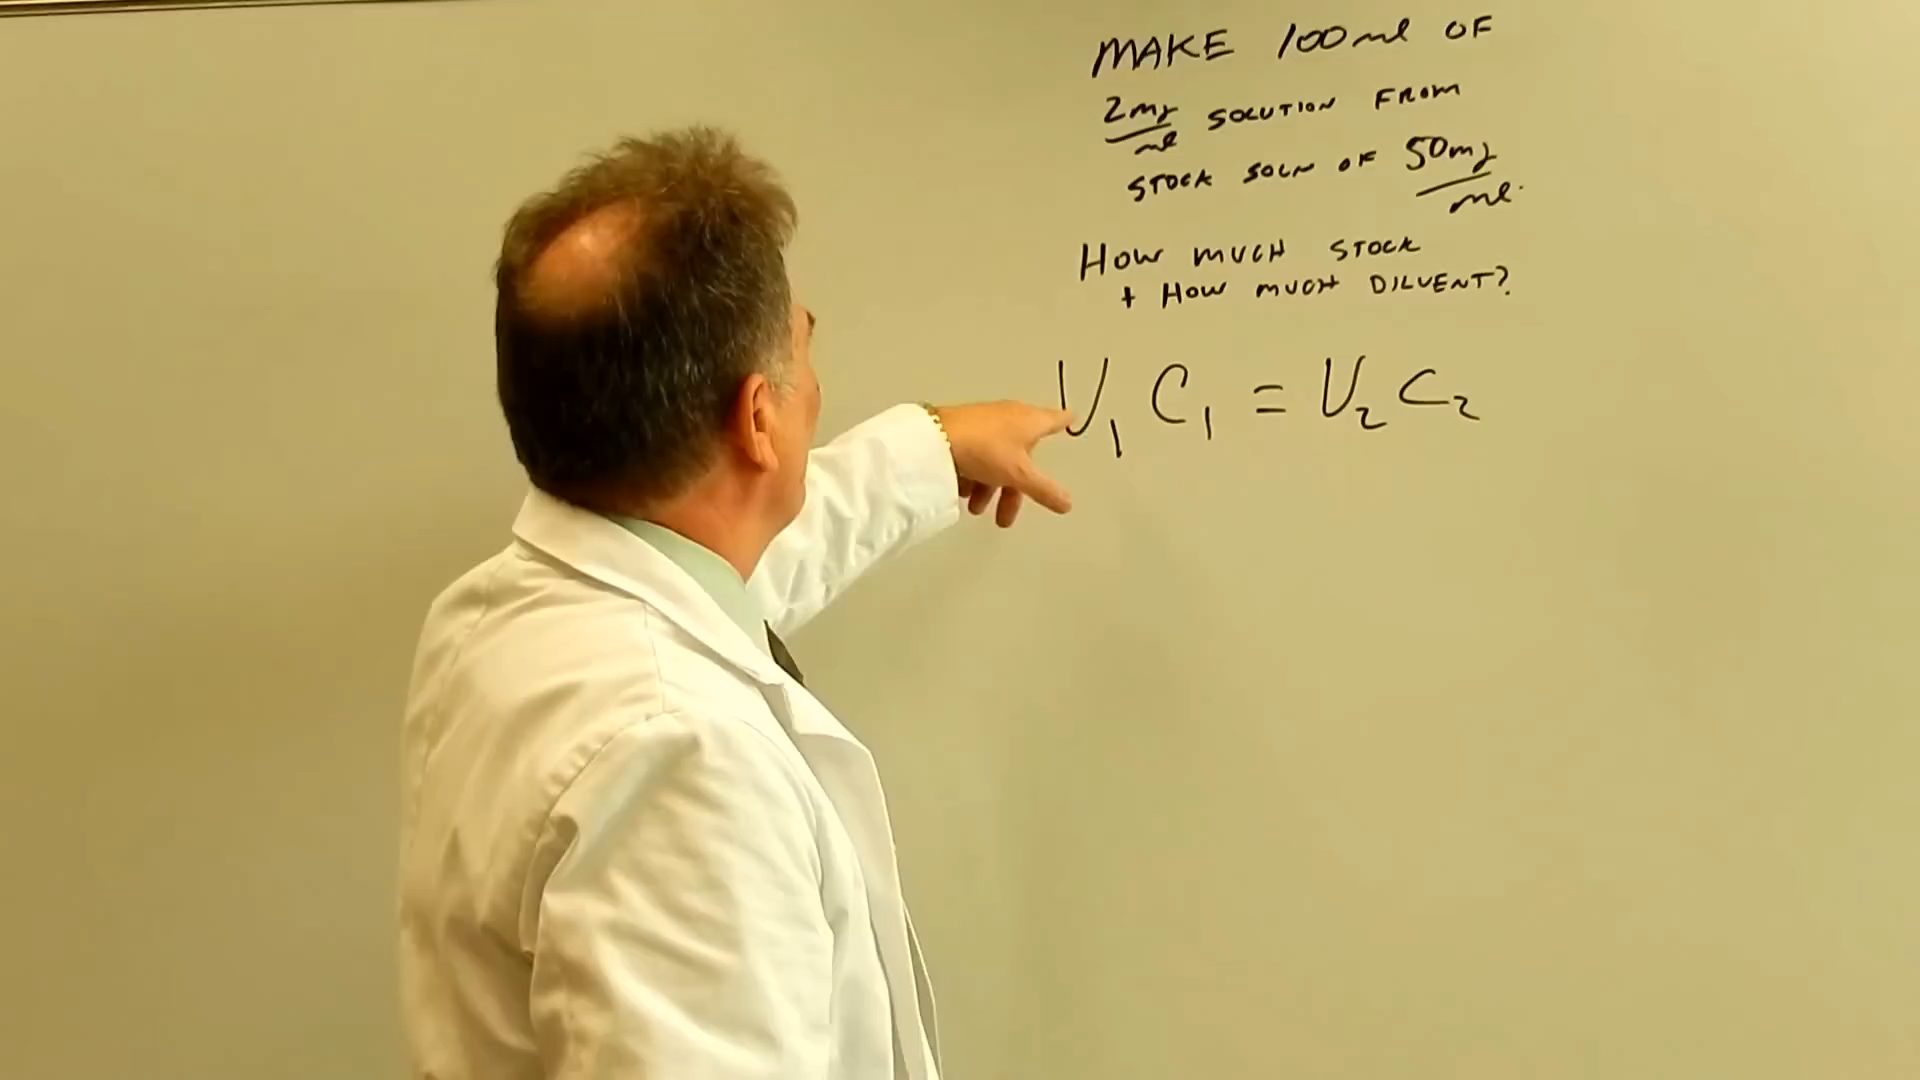 MAKE 100ml OF
2mg/ml SOLUTION FROM
STOCK SOLN OF 50mg/ml.
HOW MUCH STOCK
+ HOW MUCH DILUENT?
V₁ C₁ = V₂ C₂